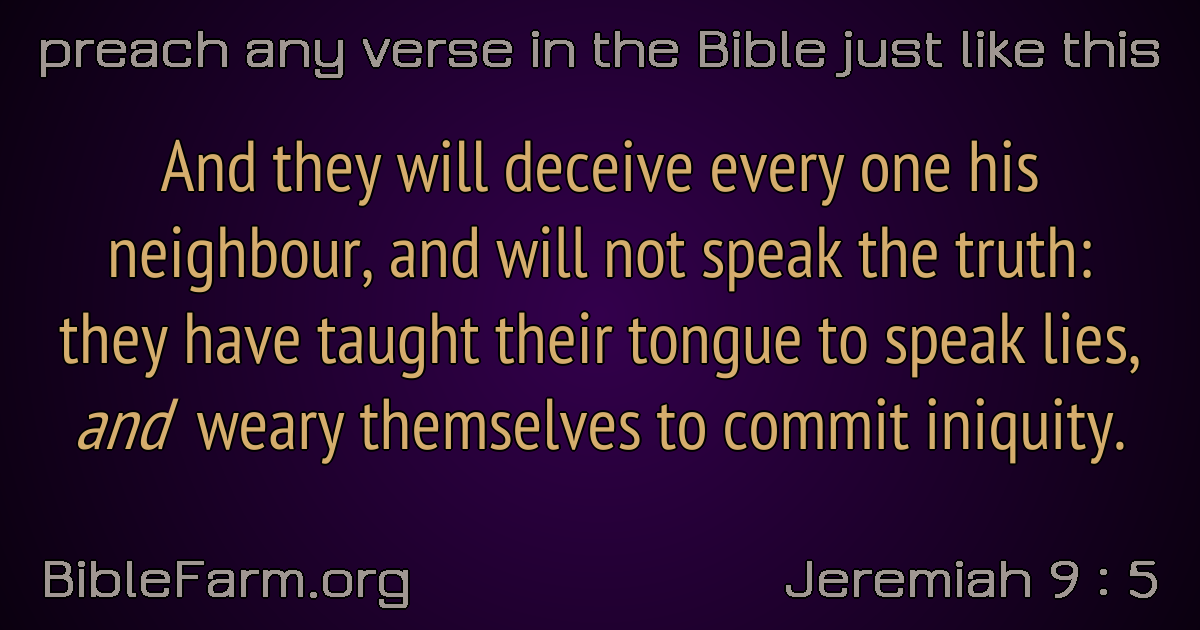 preach any verse in the Bible just like this
And they will deceive every one his
neighbour, and will not speak the truth:
they have taught their tongue to speak lies,
and weary themselves to commit iniquity.
BibleFarm.org
Jeremiah 9 : 5